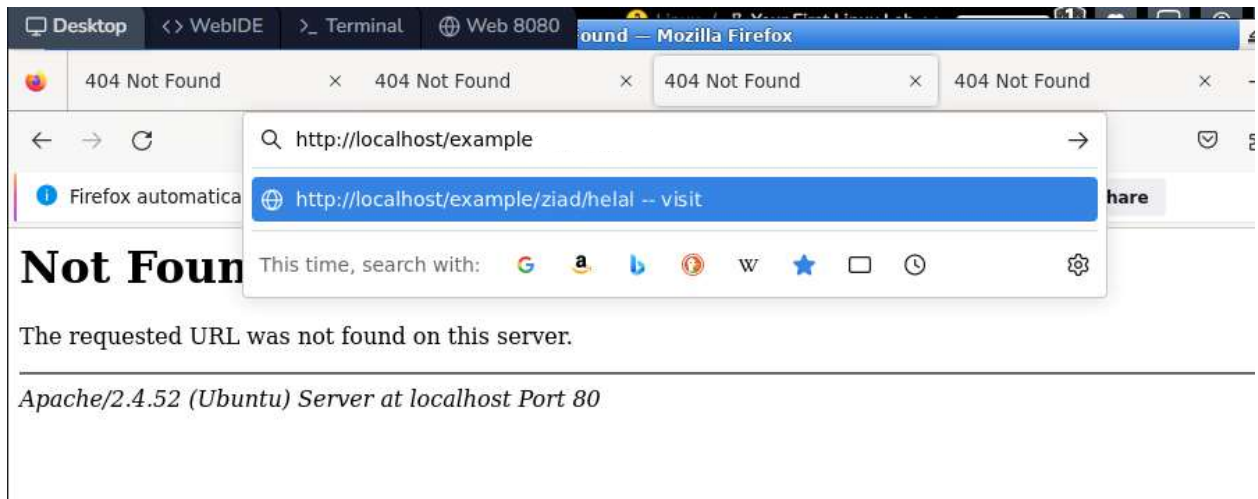 Desktop
<> WebIDE
>_ Terminal
Web 8080
ound — Mozilla Firefox
404 Not Found
404 Not Found
404 Not Found
404 Not Found
http://localhost/example
Firefox automatica
http://localhost/example/ziad/helal -- visit
hare
This time, search with:
Not Foun
The requested URL was not found on this server.
Apache/2.4.52 (Ubuntu) Server at localhost Port 80